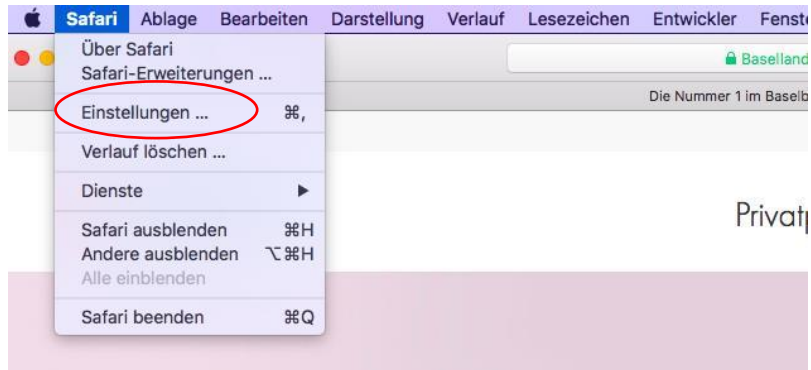 Safari Ablage Bearbeiten Darstellung Verlauf Lesezeichen Entwickler
Über Safari
Safari-Erweiterungen ...
Einstellungen ... ⌘,
Verlauf löschen ...
Dienste ▶
Safari ausblenden ⌘H
Andere ausblenden ⌥⌘H
Alle einblenden
Safari beenden ⌘Q
Baselland
Die Nummer 1 im